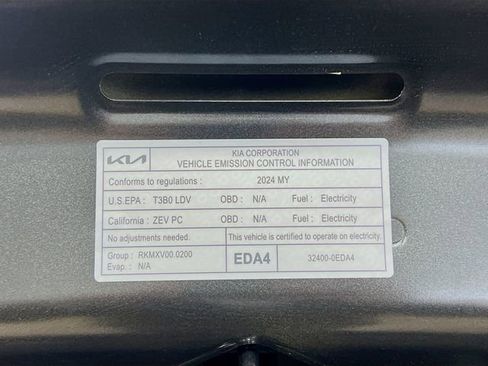 KIA
KIA CORPORATION
VEHICLE EMISSION CONTROL INFORMATION
Conforms to regulations : 2024 MY
U.S.EPA : T3B0 LDV OBD : N/A Fuel : Electricity
California : ZEV PC OBD : N/A Fuel : Electricity
No adjustments needed. This vehicle is certified to operate on electricity.
Group : RKMXV00.0200
Evap. : N/A
EDA4
32400-0EDA4